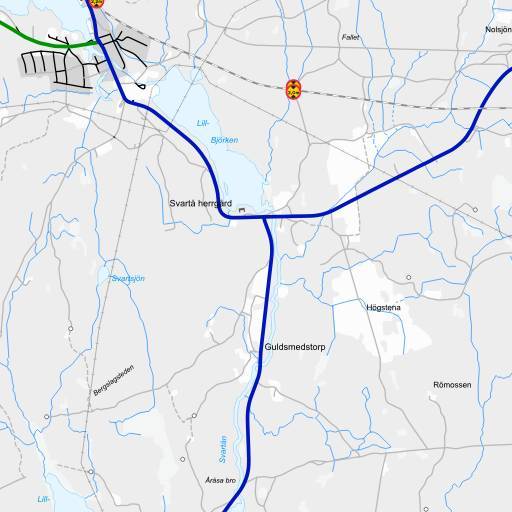 Nolsjön
Fallet
Lill-
Björken
Svartå herrgård
Svartsjön
Högstena
Guldsmedstorp
Bergslagsleden
Römossen
Svartån
Åråsa bro
Lill-